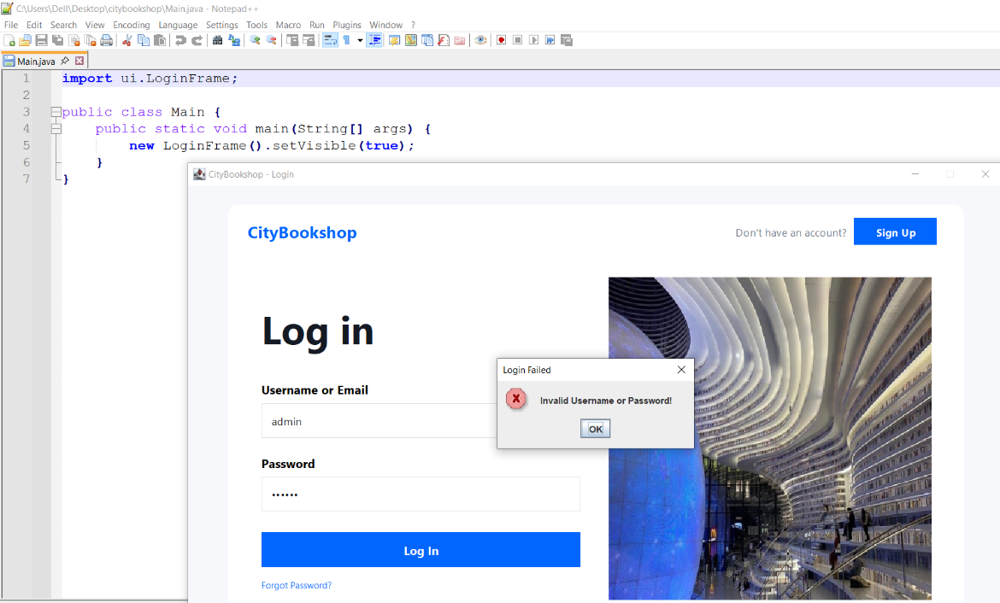 C:\Users\Dell\Desktop\citybookshop\Main.java - Notepad++
File Edit Search View Encoding Language Settings Tools Macro Run Plugins Window ?
Main.java
1 import ui.LoginFrame;
2
3 public class Main {
4 public static void main(String[] args) {
5 new LoginFrame().setVisible(true);
6 }
7 }
CityBookshop - Login
CityBookshop
Don't have an account? Sign Up
Log in
Username or Email
admin
Password
••••••
Log In
Forgot Password?
Login Failed
Invalid Username or Password!
OK